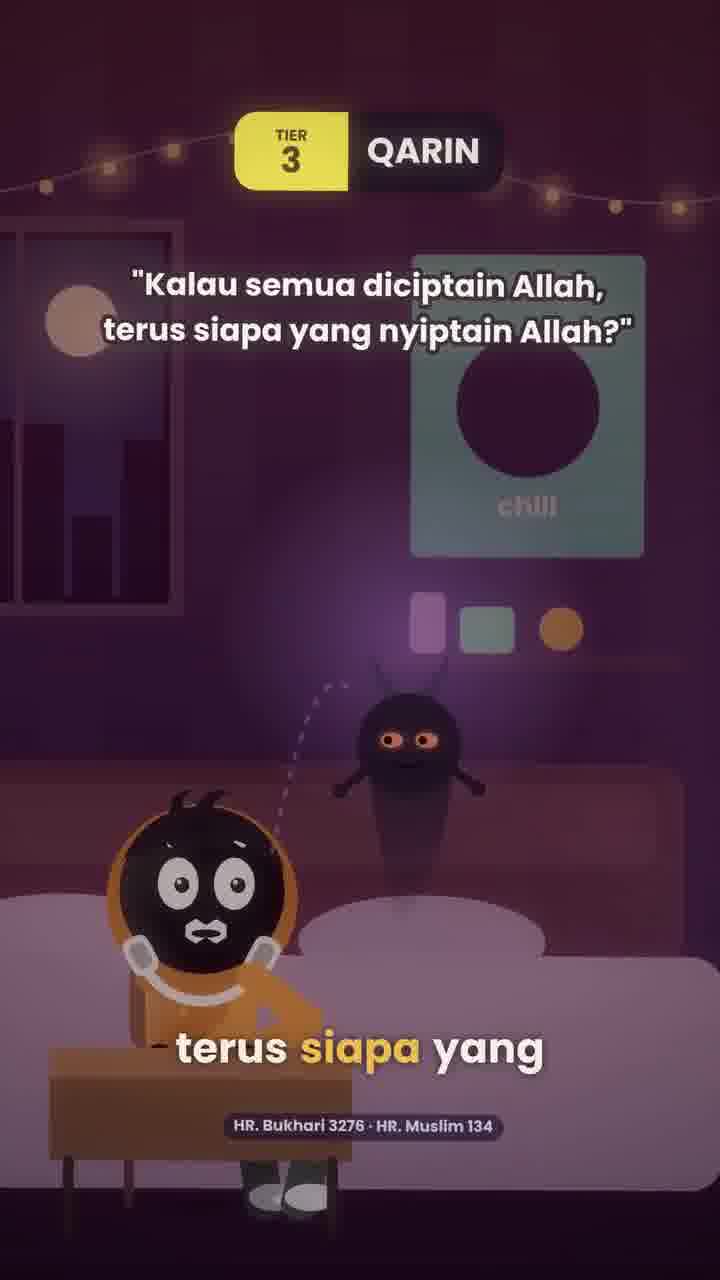 TIER
3
QARIN
"Kalau semua diciptain Allah,
terus siapa yang nyiptain Allah?"
chill
terus siapa yang
HR. Bukhari 3276 · HR. Muslim 134